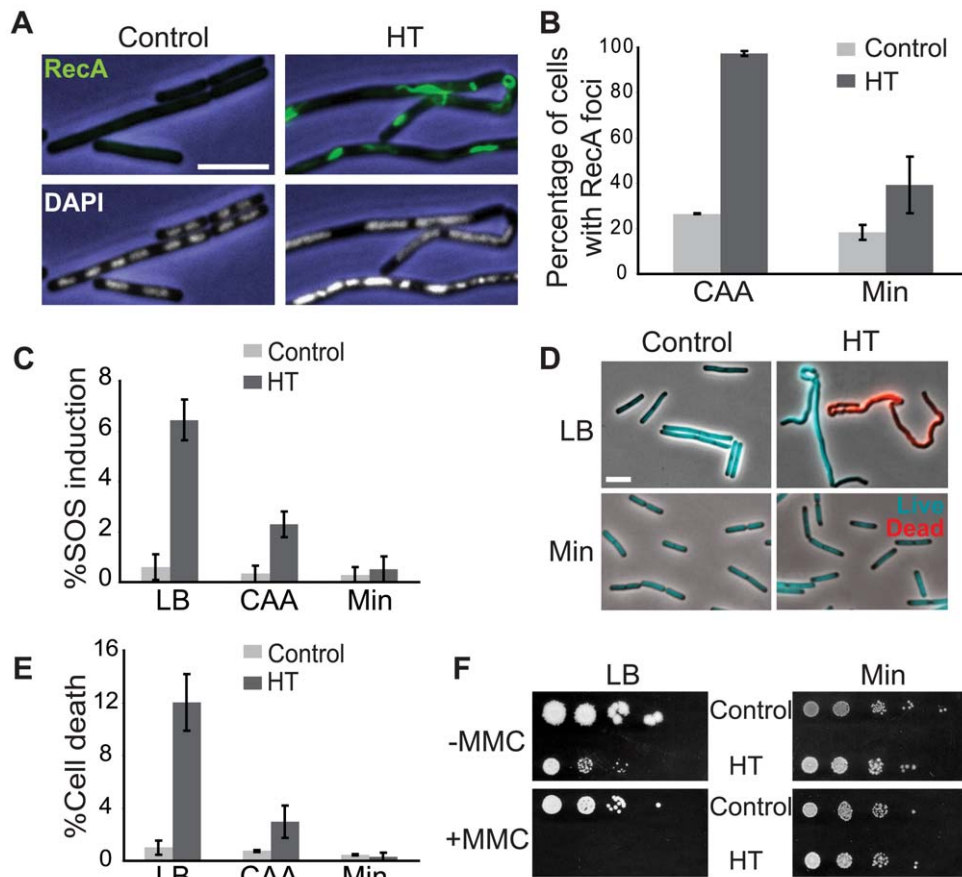 A
Control
HT
RecA
DAPI
B
Percentage of cells
with RecA foci
100
80
60
40
20
0
Control
HT
CAA
Min
C
Control
HT
%SOS induction
8
6
4
2
0
LB
CAA
Min
D
Control
HT
LB
Min
Live
Dead
E
Control
HT
%Cell death
16
12
8
4
0
LB
CAA
Min
F
LB
Min
-MMC
Control
HT
+MMC
Control
HT